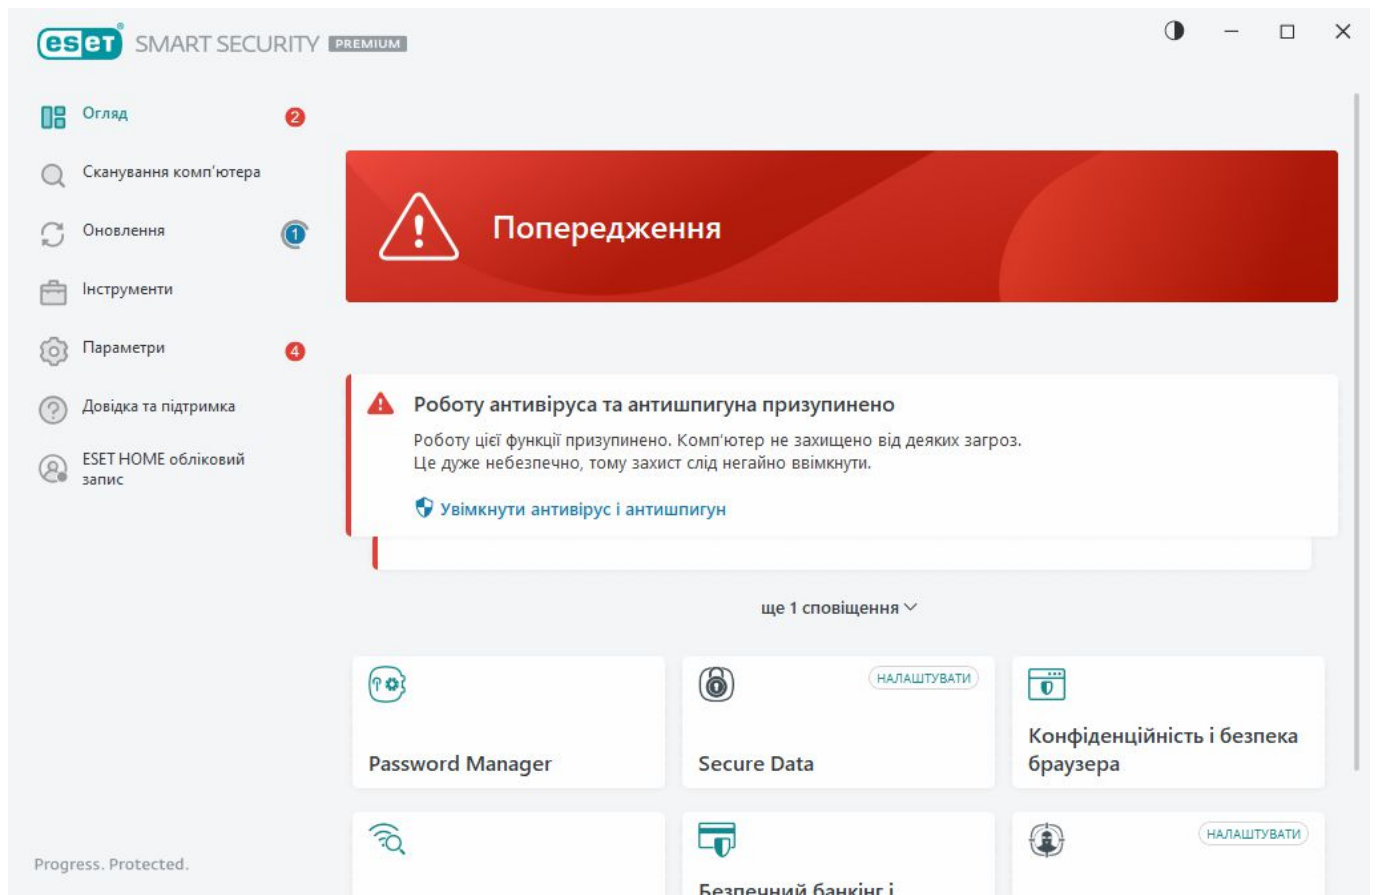 eset SMART SECURITY PREMIUM
Огляд 2
Сканування комп'ютера
Оновлення 1
Інструменти
Параметри 4
Довідка та підтримка
ESET HOME обліковий
запис
Попередження
Роботу антивіруса та антишпигуна призупинено
Роботу цієї функції призупинено. Комп'ютер не захищено від деяких загроз.
Це дуже небезпечно, тому захист слід негайно ввімкнути.
Увімкнути антивірус і антишпигун
ще 1 сповіщення
Password Manager
НАЛАШТУВАТИ
Secure Data
Конфіденційність і безпека
браузера
НАЛАШТУВАТИ
Безпечний банкінг і
Progress. Protected.